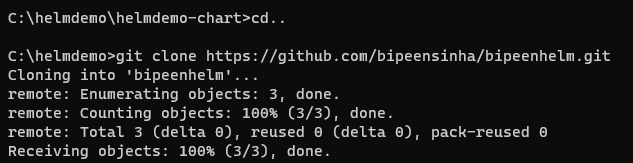 C:\helmdemo\helmdemo-chart>cd..
C:\helmdemo>git clone https://github.com/bipeensinha/bipeenhelm.git
Cloning into 'bipeenhelm'...
remote: Enumerating objects: 3, done.
remote: Counting objects: 100% (3/3), done.
remote: Total 3 (delta 0), reused 0 (delta 0), pack-reused 0
Receiving objects: 100% (3/3), done.